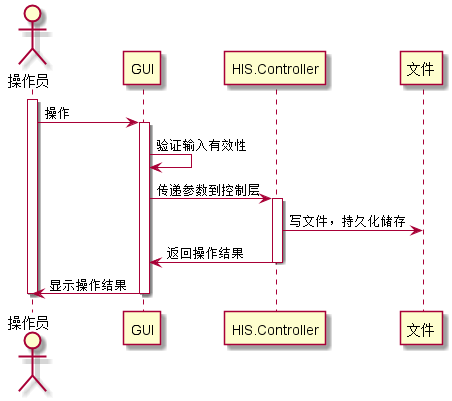 操作员
GUI
HIS.Controller
文件
操作
验证输入有效性
传递参数到控制层
写文件，持久化储存
返回操作结果
显示操作结果
操作员
GUI
HIS.Controller
文件